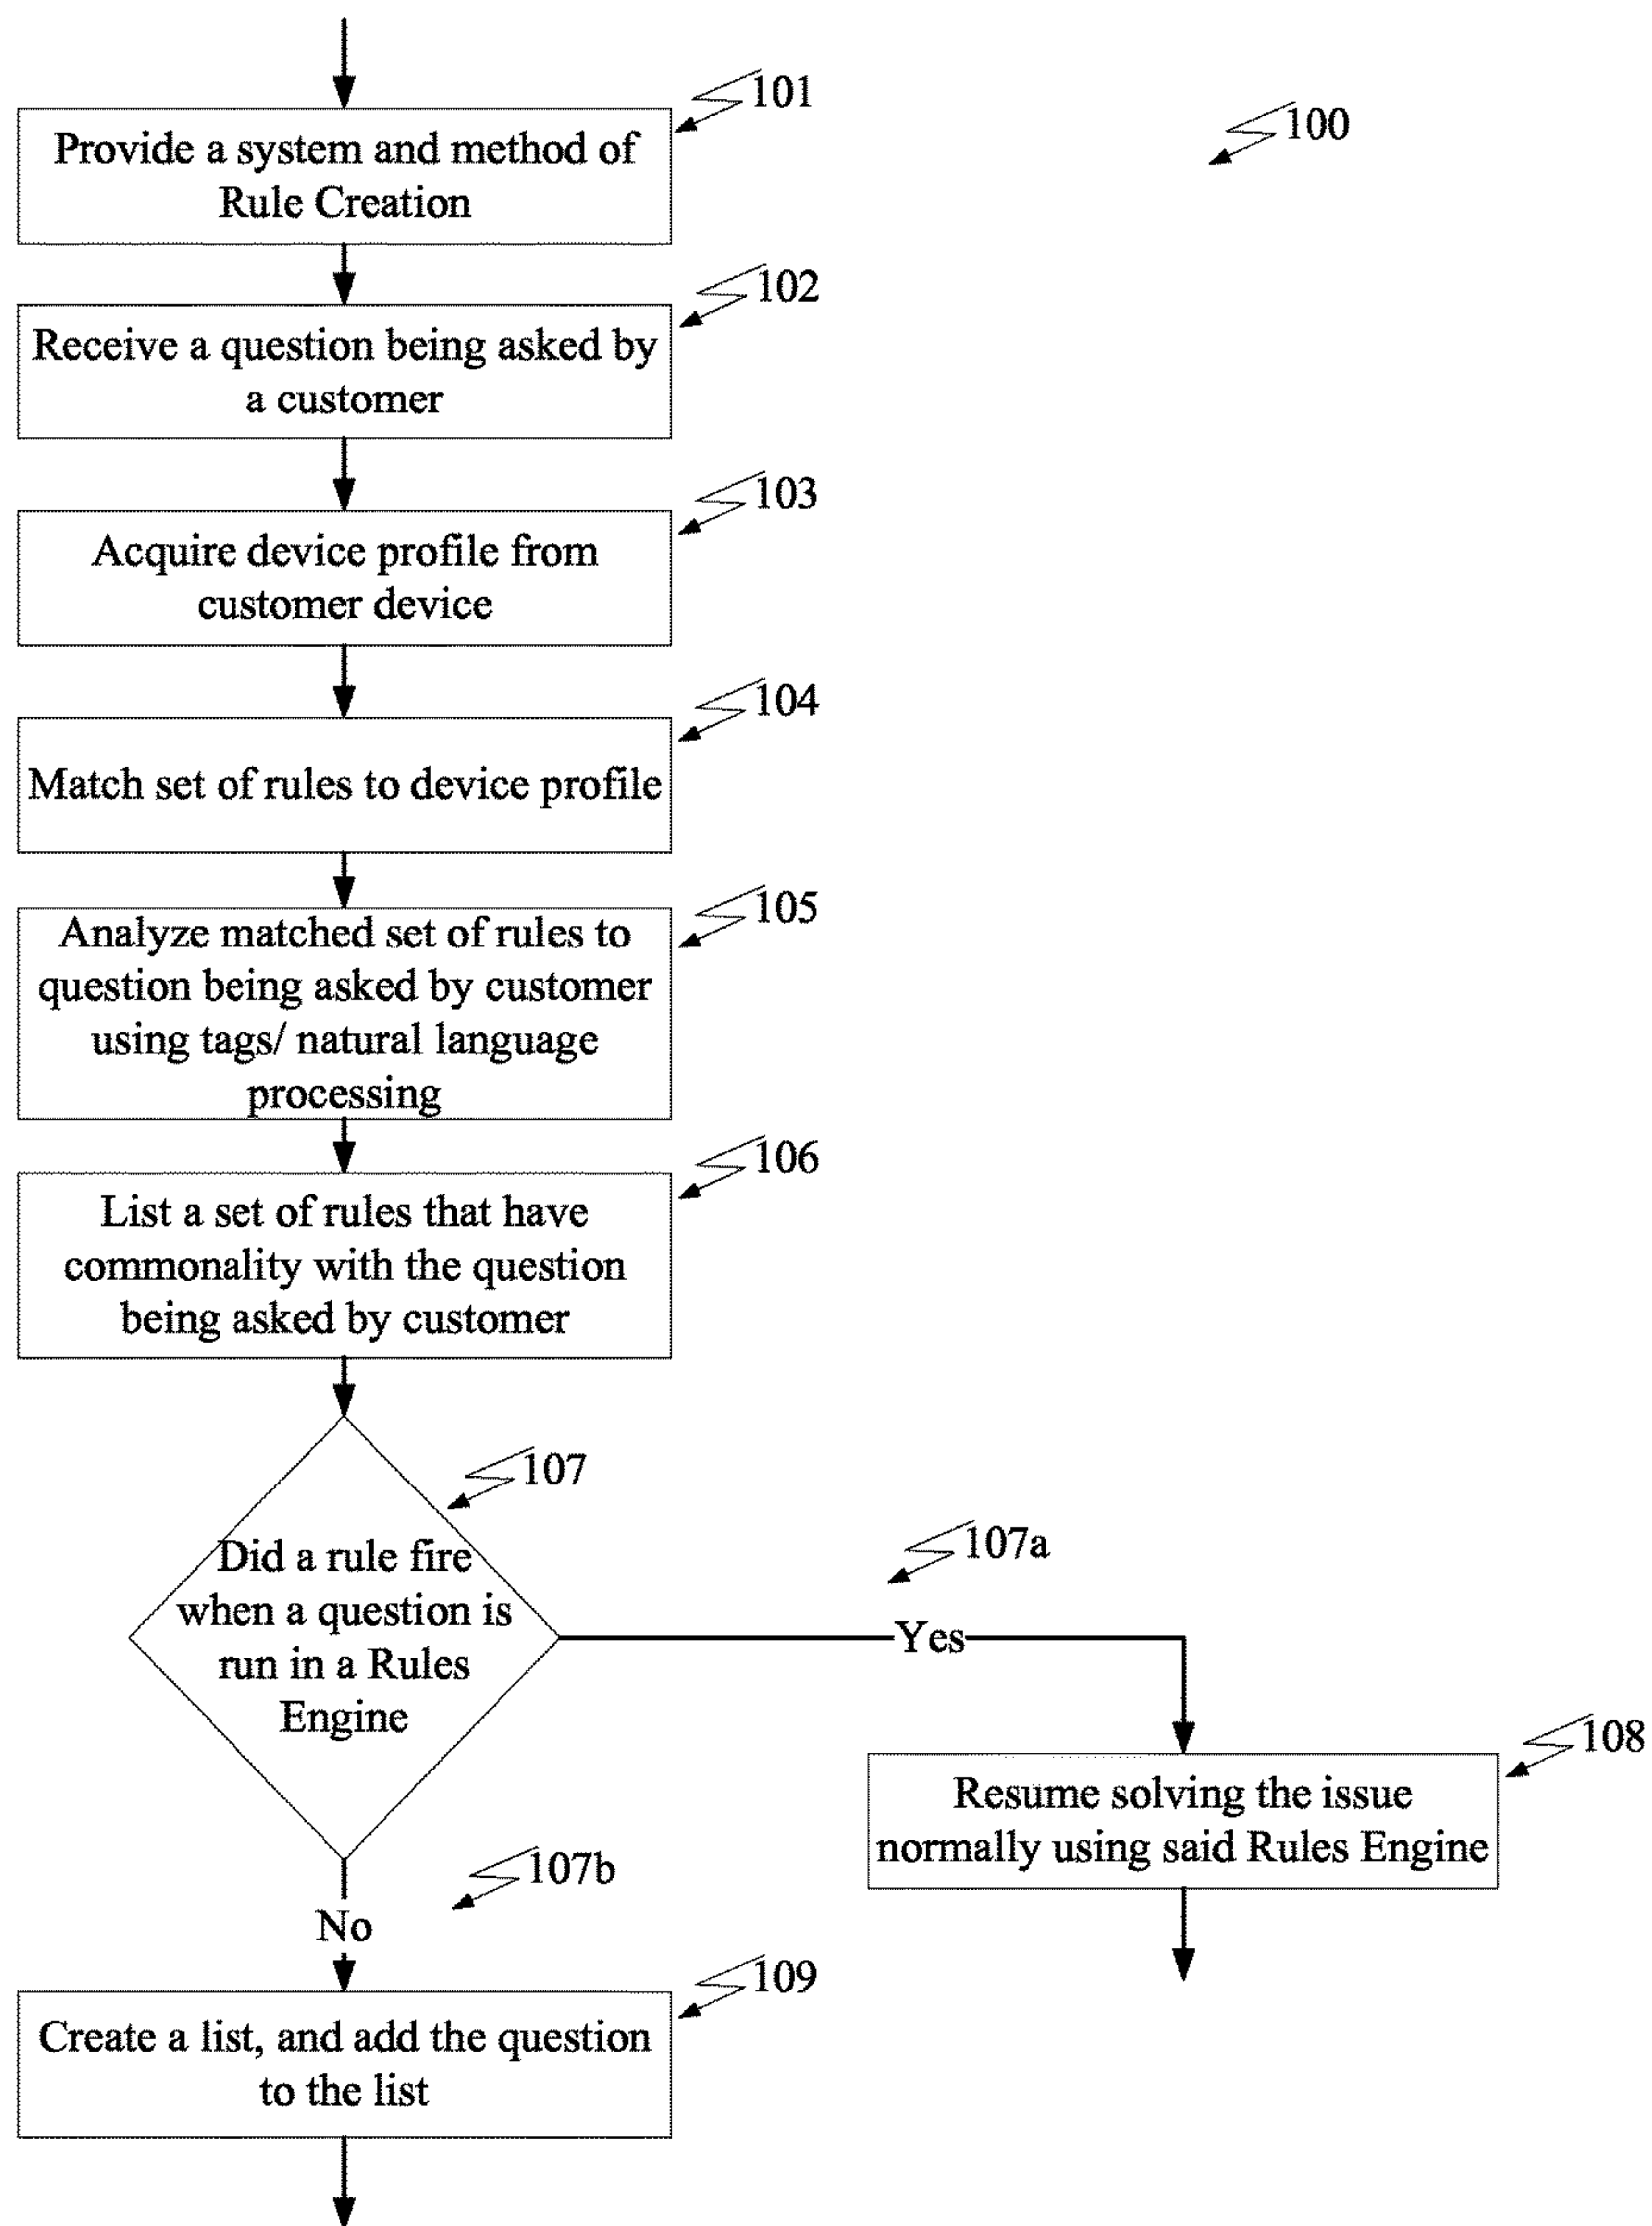 101
100
Provide a system and method of
Rule Creation
102
Receive a question being asked by
a customer
103
Acquire device profile from
customer device
104
Match set of rules to device profile
105
Analyze matched set of rules to
question being asked by customer
using tags/ natural language
processing
106
List a set of rules that have
commonality with the question
being asked by customer
107
Did a rule fire
when a question is
run in a Rules
Engine
107a
Yes
108
Resume solving the issue
normally using said Rules Engine
107b
No
109
Create a list, and add the question
to the list